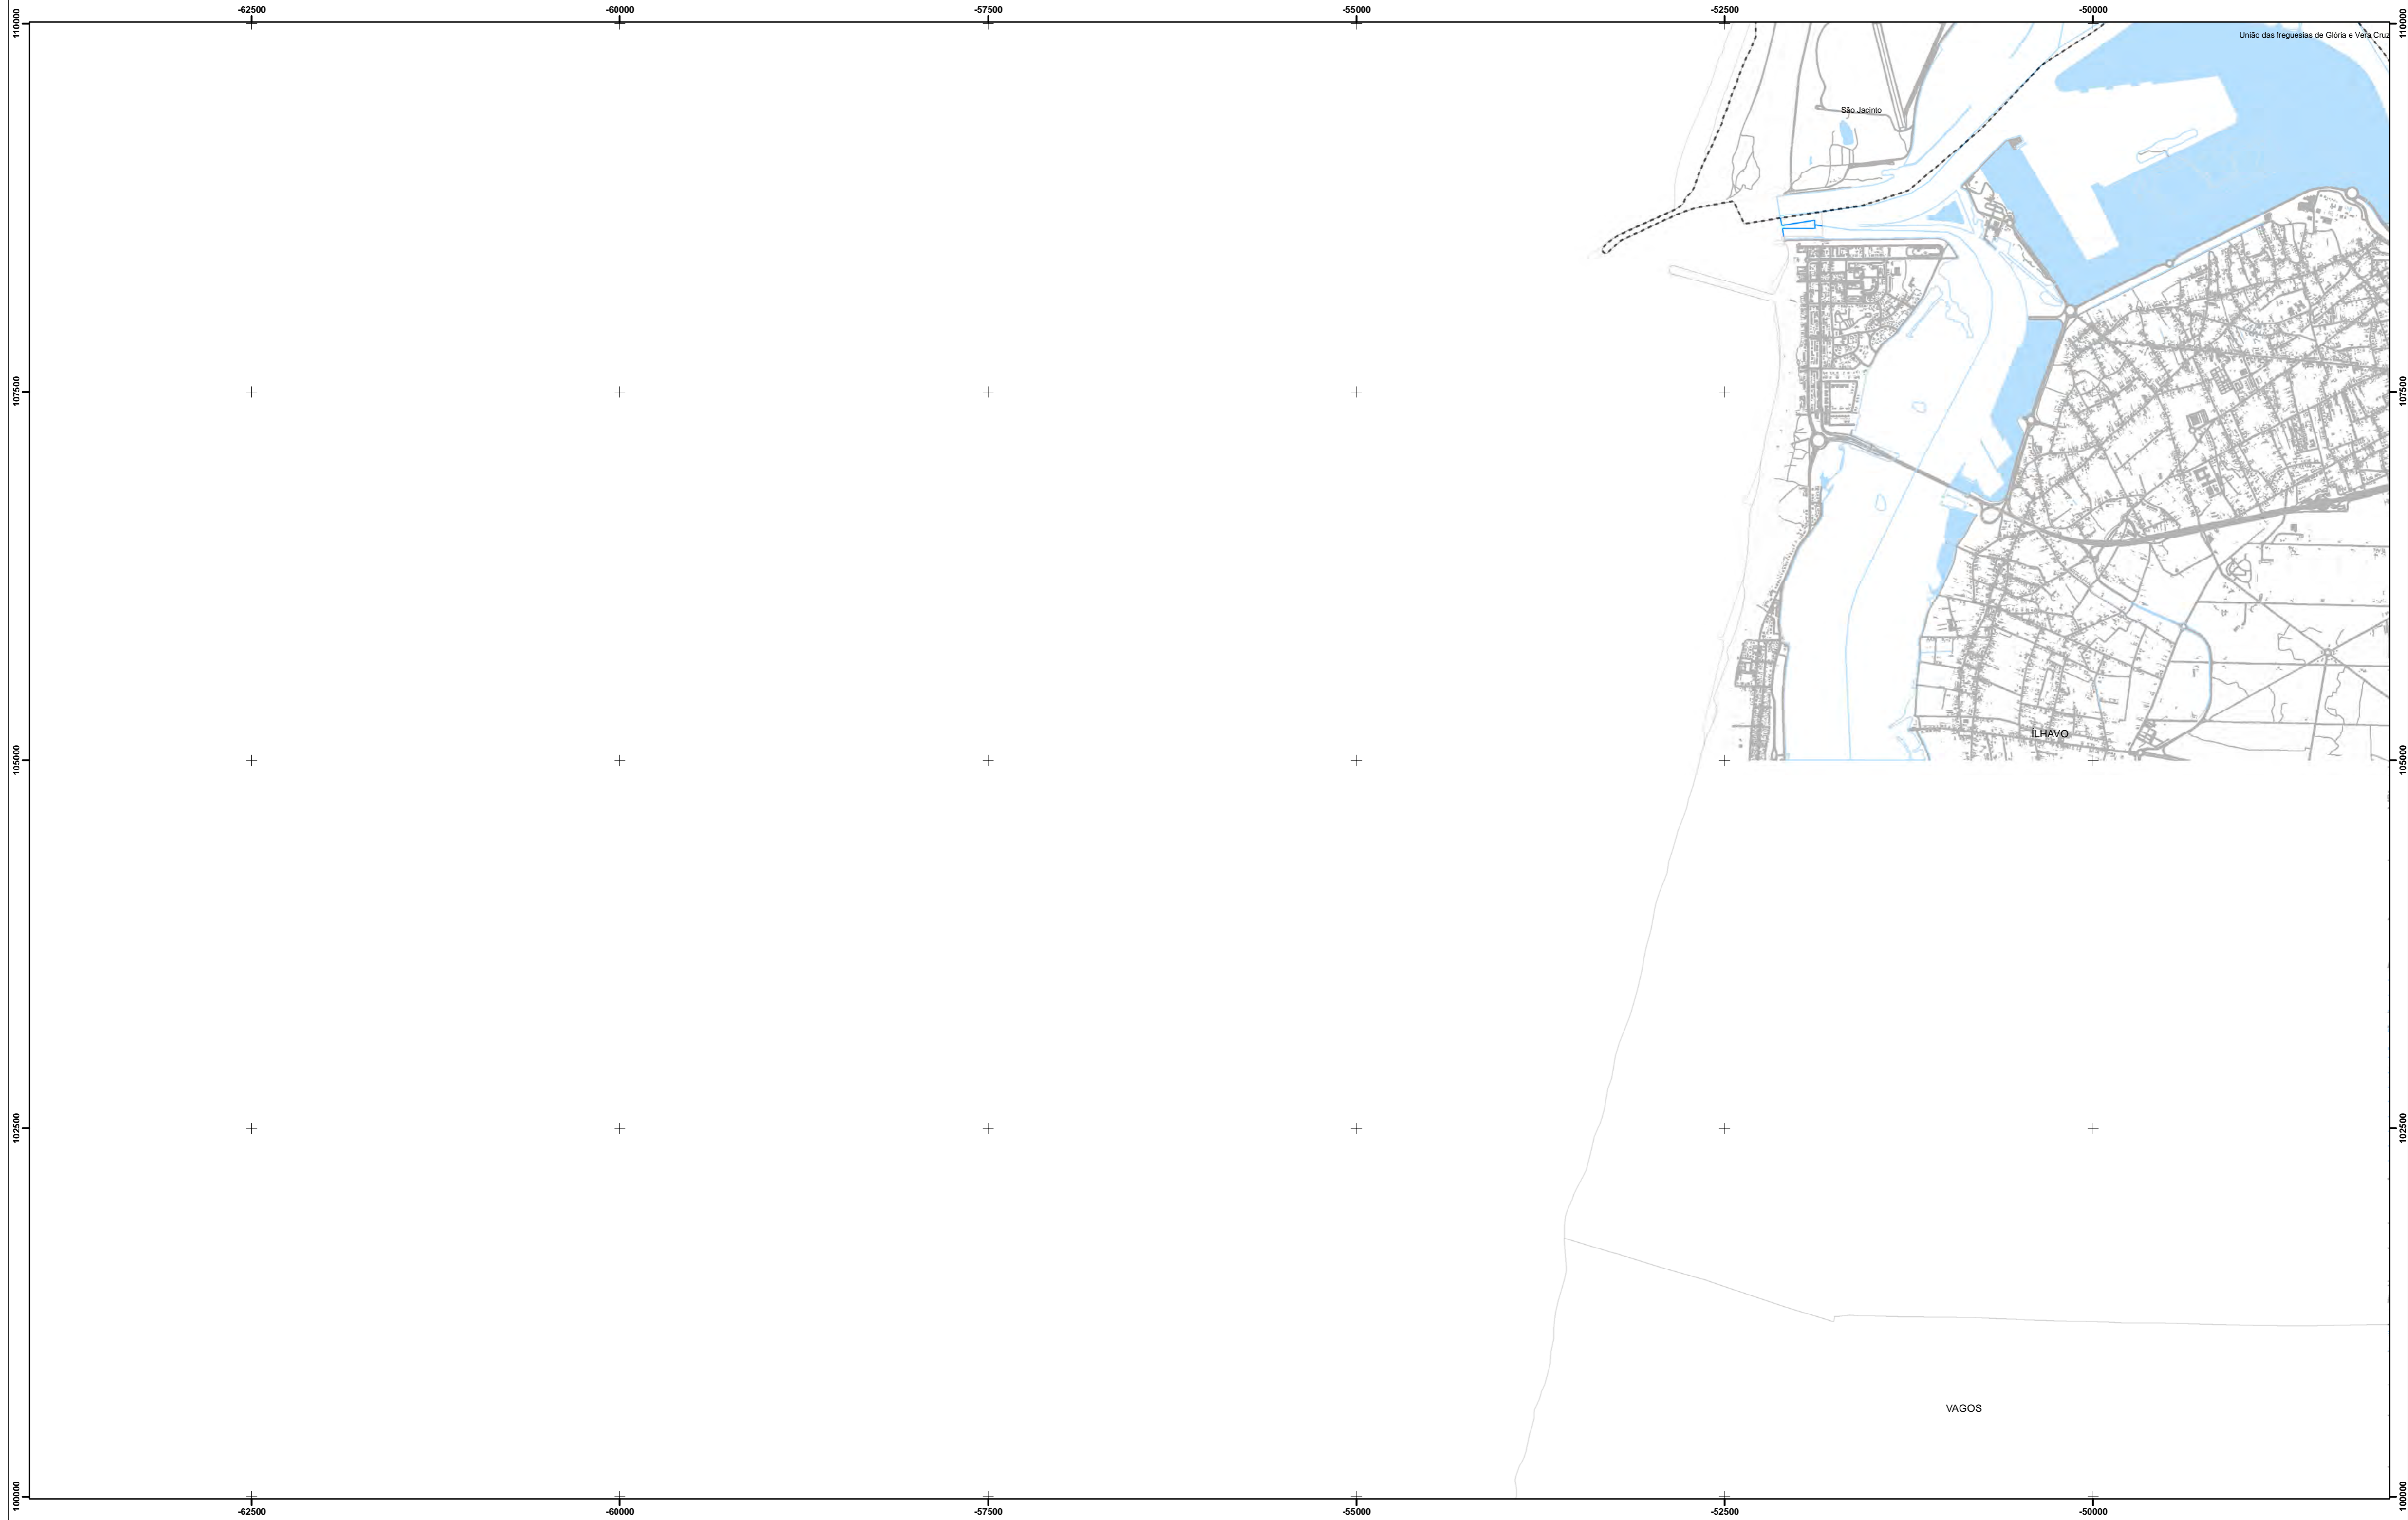 -62500 -60000 -57500 -55000 -52500 -50000
110000 110000
União das freguesias de Glória e Vera Cruz
São Jacinto
107500 107500
ÍLHAVO
105000 105000
102500 102500
VAGOS
100000 100000
-62500 -60000 -57500 -55000 -52500 -50000